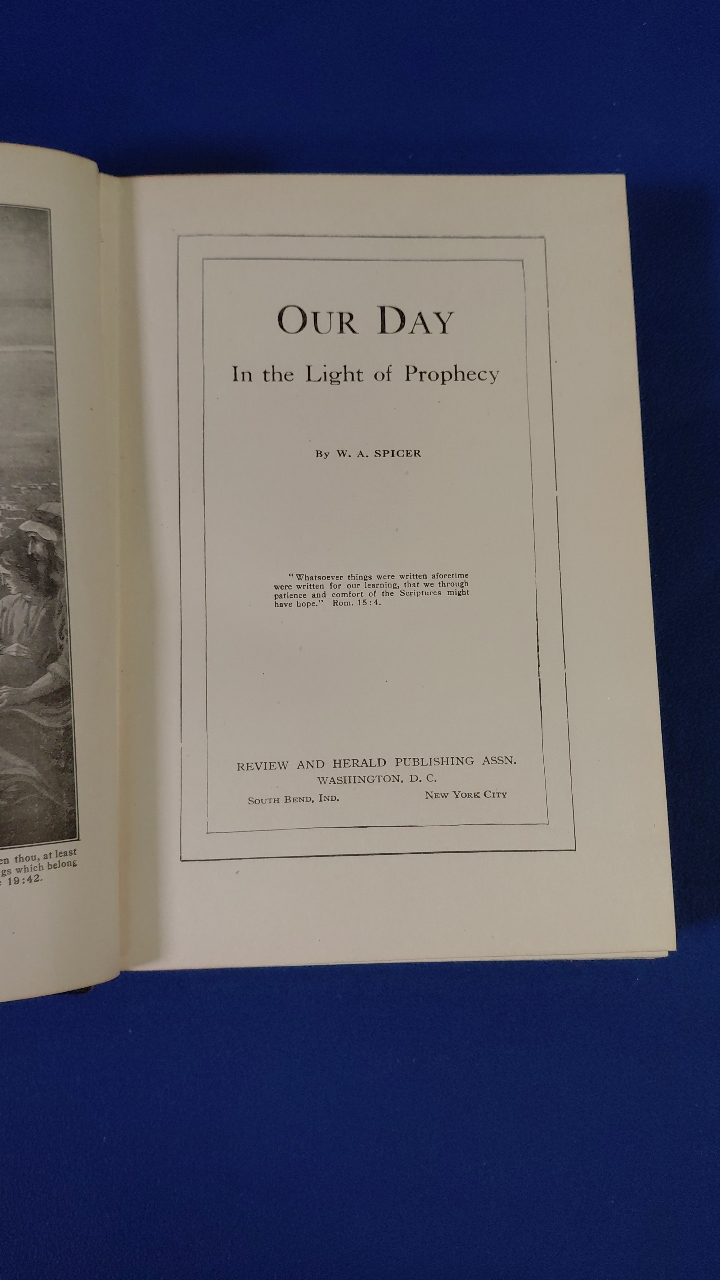 en thou, at least
gs which belong
19:42.
OUR DAY
In the Light of Prophecy
By W. A. SPICER
"Whatsoever things were written aforetime
were written for our learning, that we through
patience and comfort of the Scriptures might
have hope." Rom. 15:4.
REVIEW AND HERALD PUBLISHING ASSN.
WASHINGTON, D. C.
SOUTH BEND, IND. NEW YORK CITY